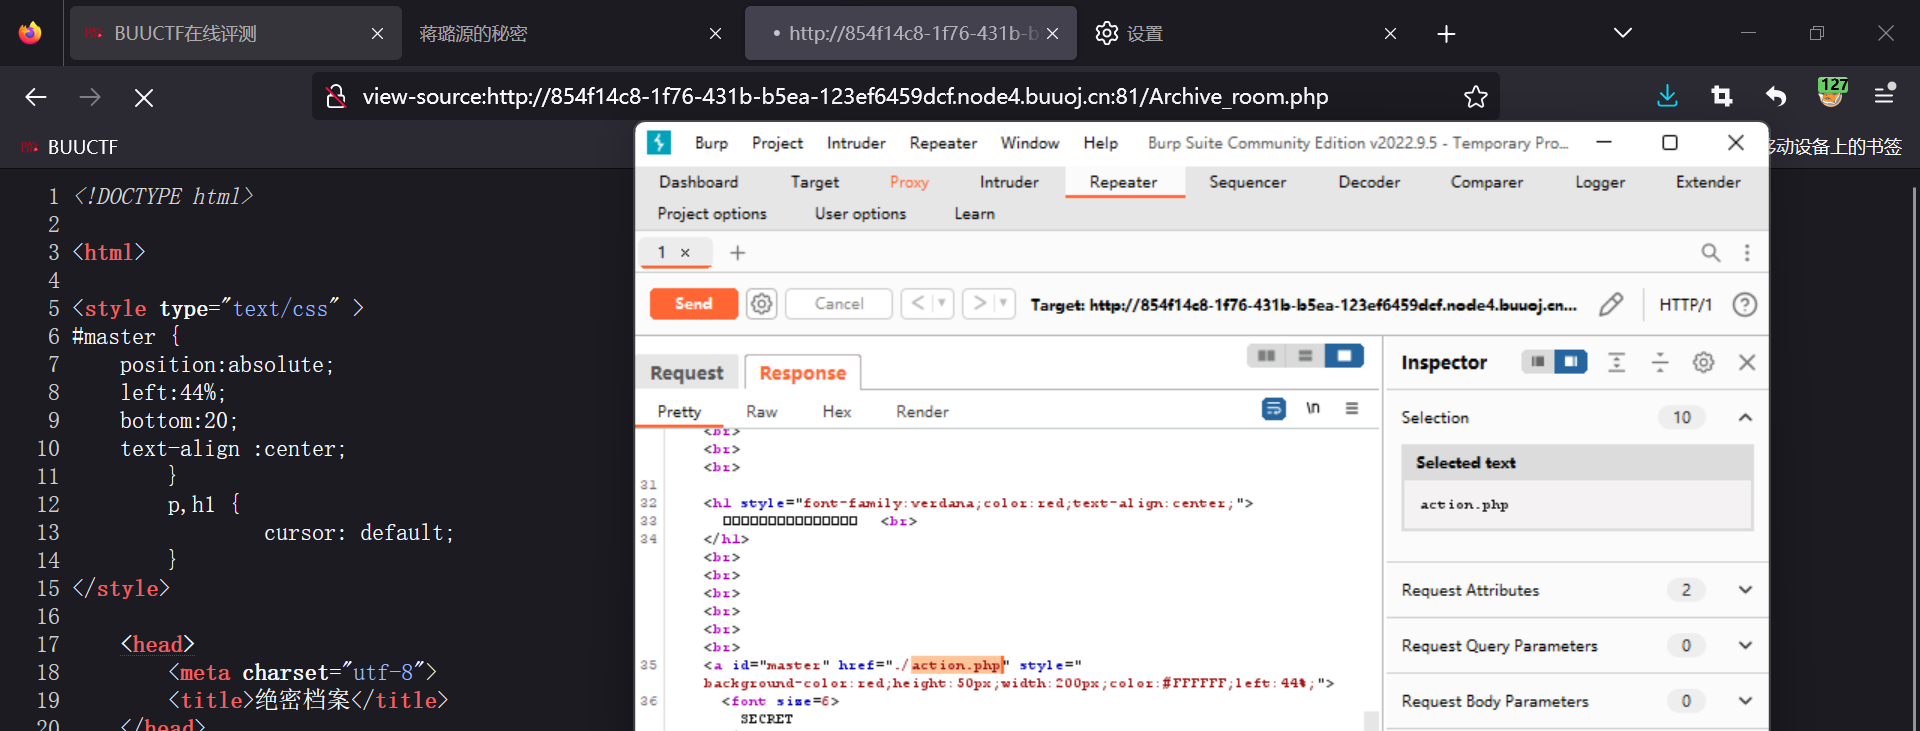 BUUCTF在线评测
蒋璐源的秘密
http://854f14c8-1f76-431b-b
设置
view-source:http://854f14c8-1f76-431b-b5ea-123ef6459dcf.node4.buuoj.cn:81/Archive_room.php
127
BUUCTF
移动设备上的书签
1 <!DOCTYPE html>
2
3 <html>
4
5 <style type="text/css" >
6 #master {
7 position:absolute;
8 left:44%;
9 bottom:20;
10 text-align :center;
11 }
12 p,h1 {
13 cursor: default;
14 }
15 </style>
16
17 <head>
18 <meta charset="utf-8">
19 <title>绝密档案</title>
20 </head>
Burp Project Intruder Repeater Window Help Burp Suite Community Edition v2022.9.5 - Temporary Pro...
Dashboard Target Proxy Intruder Repeater Sequencer Decoder Comparer Logger Extender
Project options User options Learn
1 × +
Send Cancel < > Target: http://854f14c8-1f76-431b-b5ea-123ef6459dcf.node4.buuoj.cn... HTTP/1 ?
Request Response
Pretty Raw Hex Render \n
<br>
<br>
<br>
31
32 <h1 style="font-family:verdana;color:red;text-align:center;">
33 □□□□□□□□□□□□□□□ <br>
34 </h1>
<br>
<br>
<br>
<br>
<br>
<br>
35 <a id="master" href="./action.php" style="
background-color:red;height:50px;width:200px;color:#FFFFFF;left:44%;">
36 <font size=6>
SECRET
Inspector
Selection 10
Selected text
action.php
Request Attributes 2
Request Query Parameters 0
Request Body Parameters 0